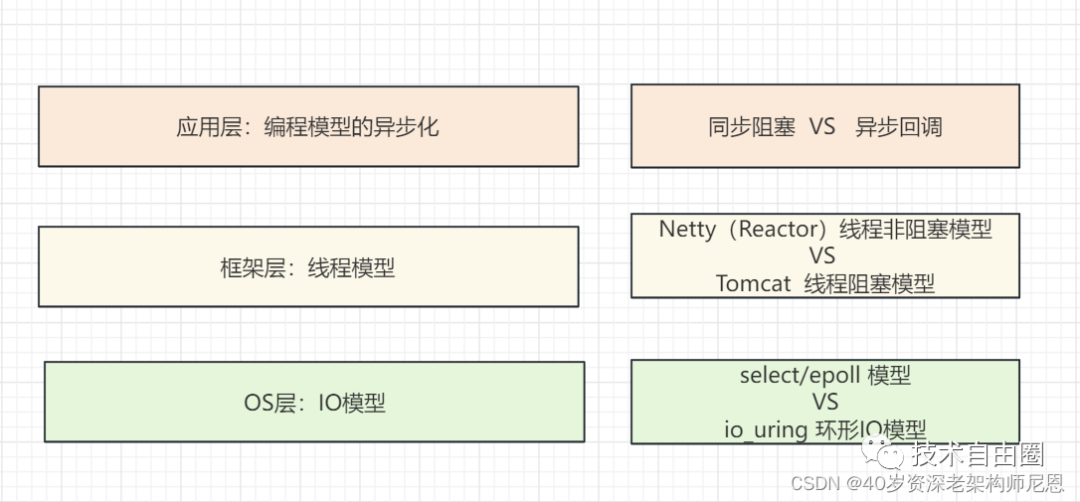 应用层：编程模型的异步化
同步阻塞 VS 异步回调
框架层：线程模型
Netty（Reactor）线程非阻塞模型
VS
Tomcat 线程阻塞模型
OS层：IO模型
select/epoll 模型
VS
io_uring 环形IO模型
技术自由圈
CSDN @40岁资深老架构师尼恩